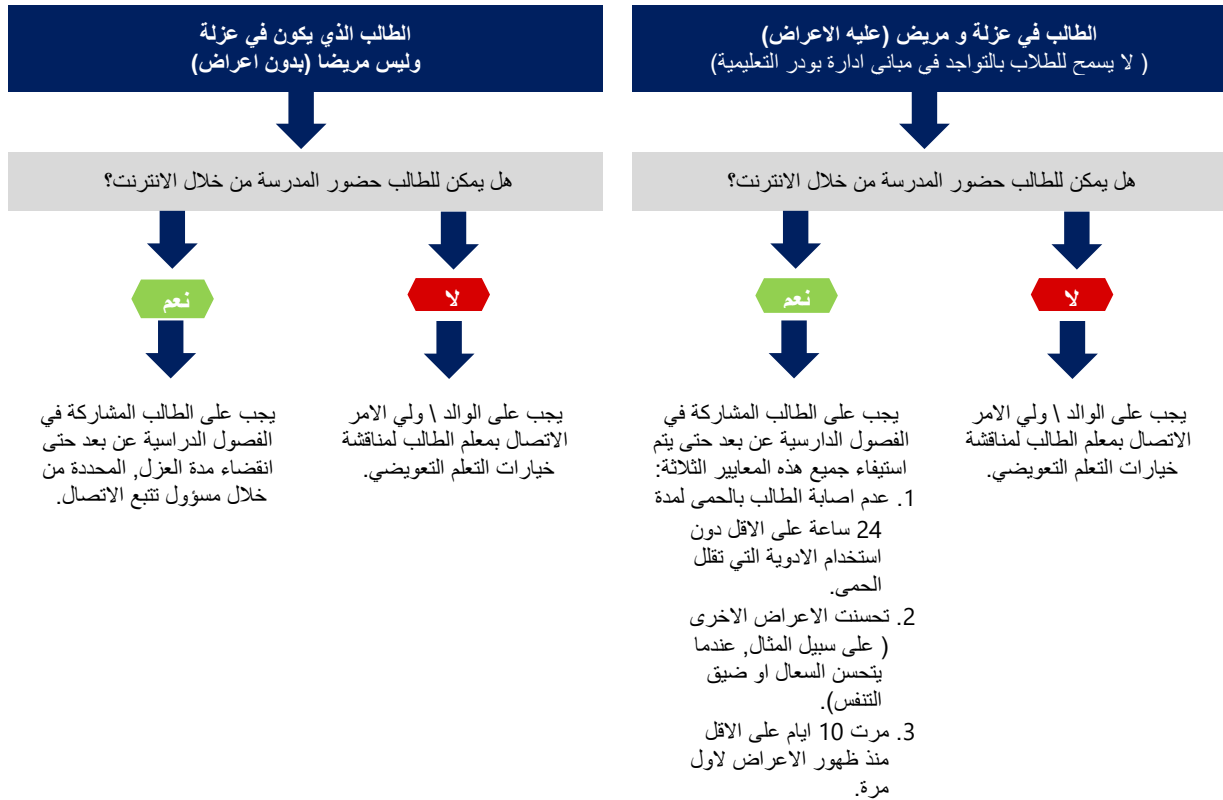 الطالب في عزلة و مريض (عليه الاعراض)
( لا يسمح للطلاب بالتواجد فى مبانى ادارة بودر التعليمية)
هل يمكن للطالب حضور المدرسة من خلال الانترنت؟
لا
يجب على الوالد \ ولي الامر
الاتصال بمعلم الطالب لمناقشة
خيارات التعلم التعويضي.
نعم
يجب على الطالب المشاركة في
الفصول الدارسية عن بعد حتى يتم
استيفاء جميع هذه المعايير الثلاثة:
1. عدم اصابة الطالب بالحمى لمدة
24 ساعة على الاقل دون
استخدام الادوية التي تقلل
الحمى.
2. تحسنت الاعراض الاخرى
( على سبيل المثال, عندما
يتحسن السعال او ضيق
التنفس).
3. مرت 10 ايام على الاقل
منذ ظهور الاعراض لاول
مرة.
الطالب الذي يكون في عزلة
وليس مريضا (بدون اعراض)
هل يمكن للطالب حضور المدرسة من خلال الانترنت؟
لا
يجب على الوالد \ ولي الامر
الاتصال بمعلم الطالب لمناقشة
خيارات التعلم التعويضي.
نعم
يجب على الطالب المشاركة في
الفصول الدراسية عن بعد حتى
انقضاء مدة العزل, المحددة من
خلال مسؤول تتبع الاتصال.